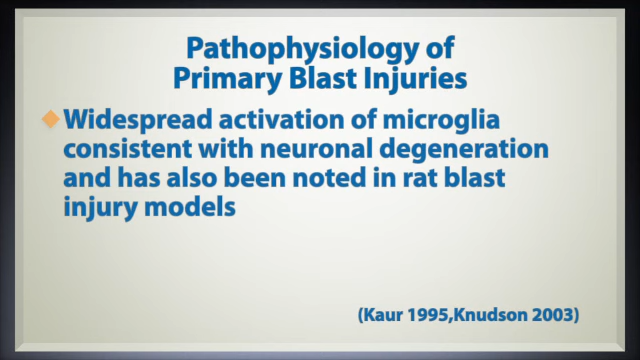 Pathophysiology of
Primary Blast Injuries
Widespread activation of microglia
consistent with neuronal degeneration
and has also been noted in rat blast
injury models
(Kaur 1995,Knudson 2003)